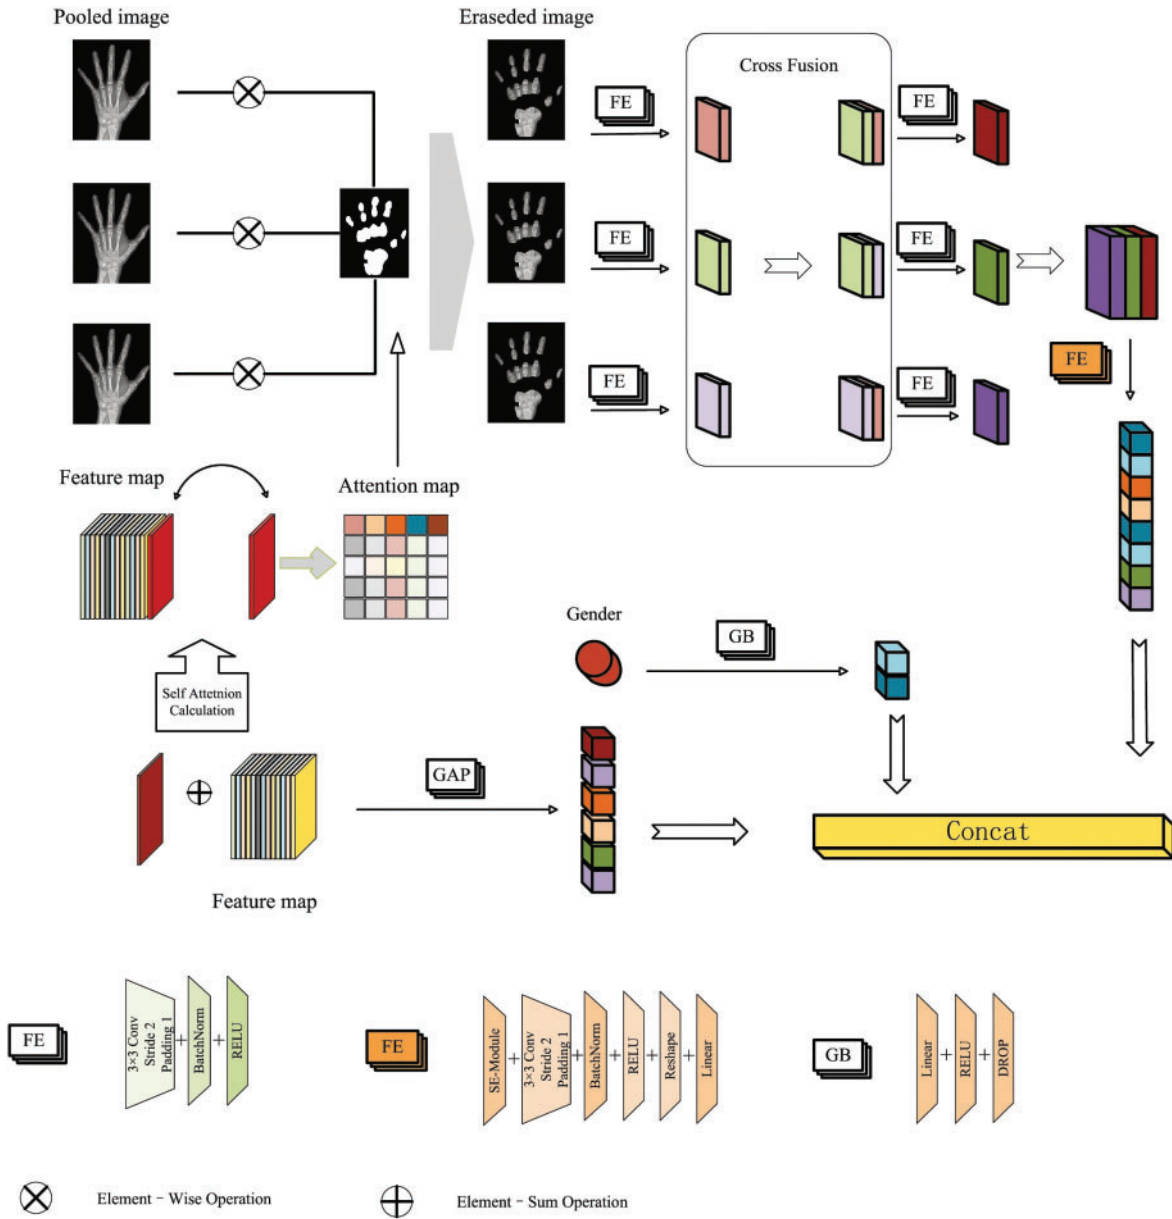 Pooled image
Eraseded image
Cross Fusion
FE
FE
FE
FE
FE
FE
FE
Feature map
Attention map
Gender
GB
Self Attetnion
Calculation
GAP
Concat
Feature map
FE
3×3 Conv
Stride 2
Padding 1
+
BatchNorm
+
RELU
FE
SE-Module
+
3×3 Conv
Stride 2
Padding 1
+
BatchNorm
+
RELU
+
Reshape
+
Linear
GB
Linear
+
RELU
+
DROP
Element - Wise Operation
Element - Sum Operation